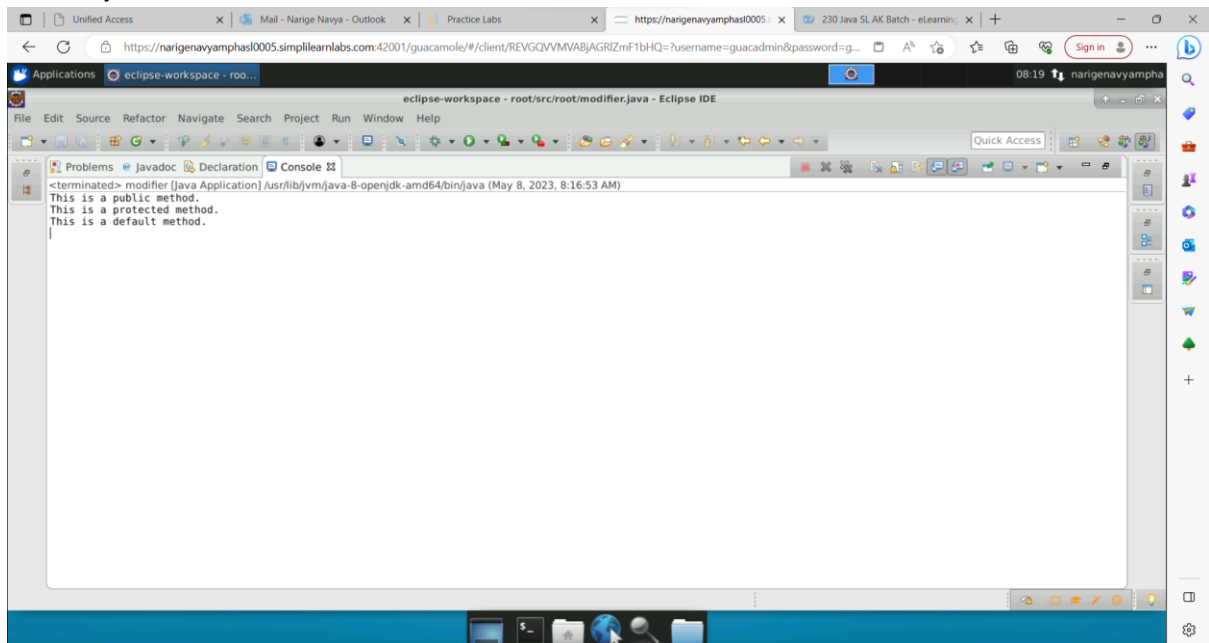 Unified Access
Mail - Narige Navya - Outlook
Practice Labs
https://narigenavyamphasl0005.s
230 Java SL AK Batch - eLearning
https://narigenavyamphasl0005.simplilearnlabs.com:42001/guacamole/#/client/REVGQVVMVABjAGRlZmF1bHQ=?username=guacadmin&password=g...
Sign in
Applications
eclipse-workspace - roo...
08:19
narigenavyampha
eclipse-workspace - root/src/root/modifier.java - Eclipse IDE
File Edit Source Refactor Navigate Search Project Run Window Help
Quick Access
Problems @ Javadoc Declaration Console
<terminated> modifier [Java Application] /usr/lib/jvm/java-8-openjdk-amd64/bin/java (May 8, 2023, 8:16:53 AM)
This is a public method.
This is a protected method.
This is a default method.